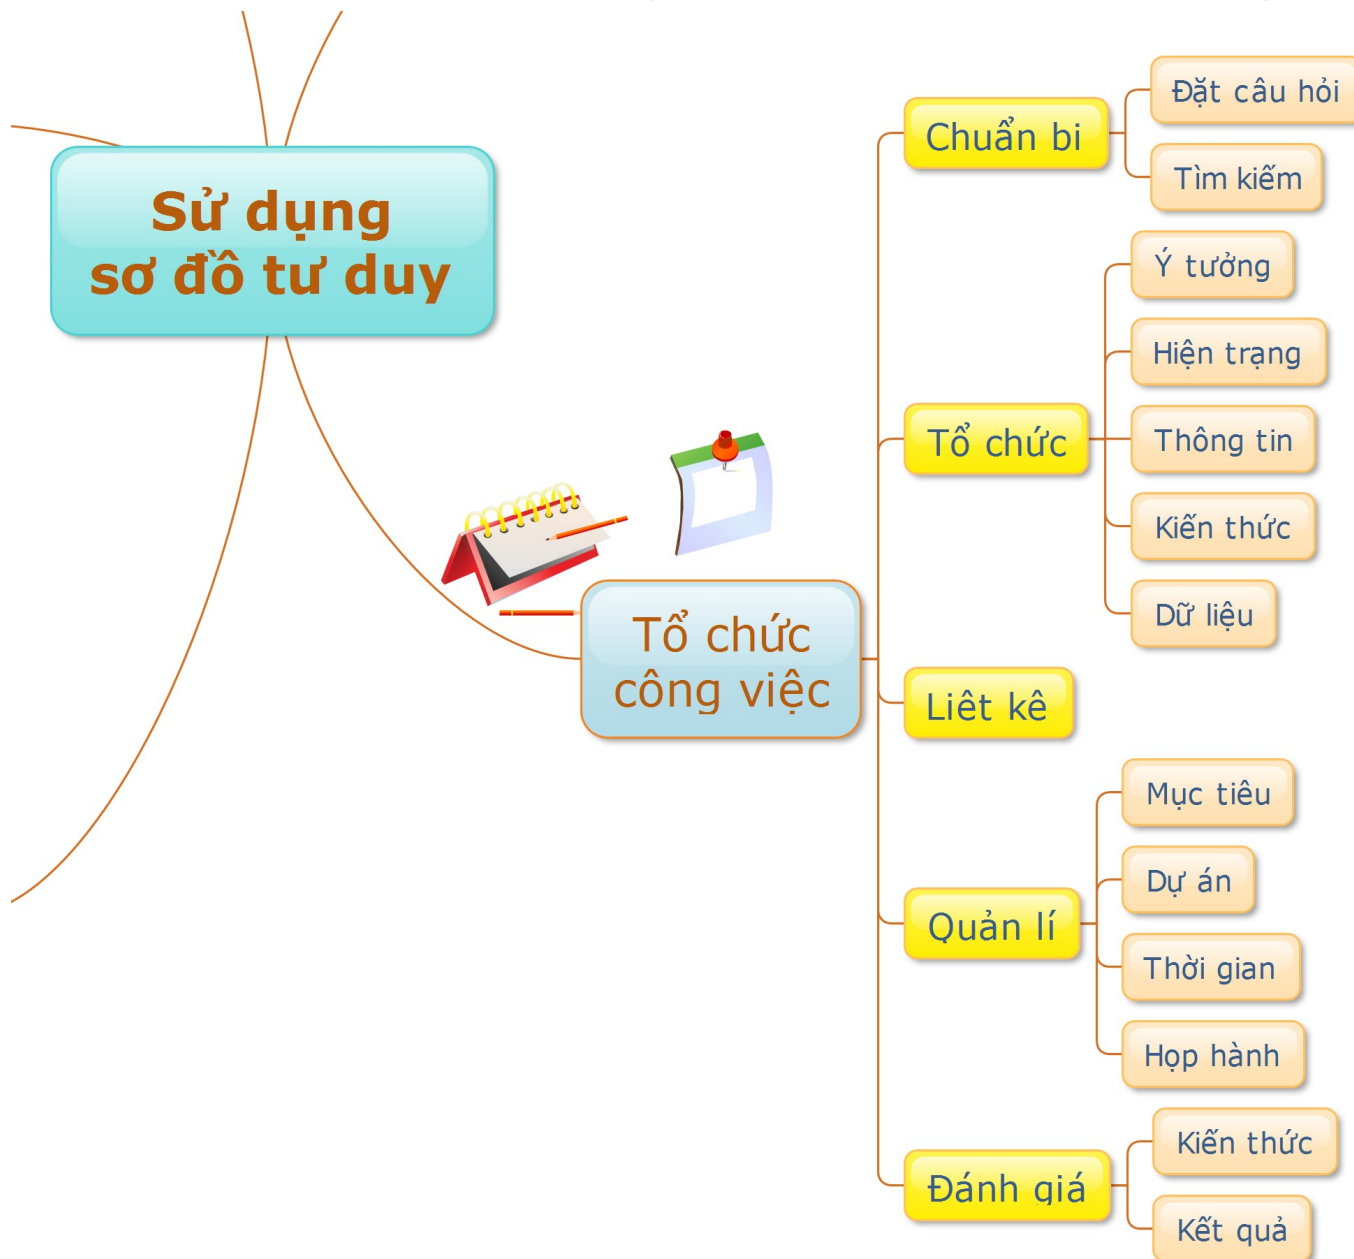 Sử dụng
sơ đồ tư duy
Tổ chức
công việc
Chuẩn bi
Đặt câu hỏi
Tìm kiếm
Tổ chức
Ý tưởng
Hiện trạng
Thông tin
Kiến thức
Dữ liệu
Liêt kê
Quản lí
Mục tiêu
Dự án
Thời gian
Họp hành
Đánh giá
Kiến thức
Kết quả